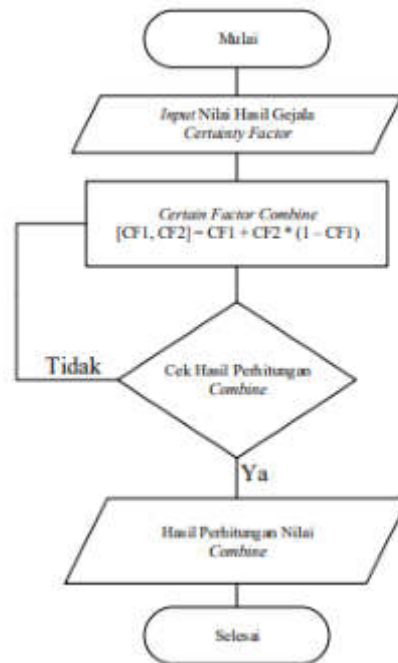 Mulai
Input Nilai Hasil Gejala
Certainty Factor
Certain Factor Combine
[CF1, CF2] = CF1 + CF2 * (1 – CF1)
Cek Hasil Perhitungan
Combine
Tidak
Ya
Hasil Perhitungan Nilai
Combine
Selesai